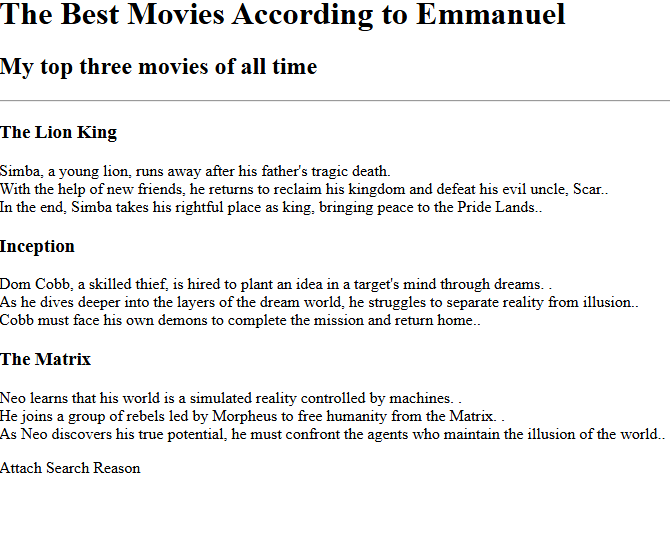 The Best Movies According to Emmanuel
My top three movies of all time
The Lion King
Simba, a young lion, runs away after his father's tragic death.
With the help of new friends, he returns to reclaim his kingdom and defeat his evil uncle, Scar..
In the end, Simba takes his rightful place as king, bringing peace to the Pride Lands..
Inception
Dom Cobb, a skilled thief, is hired to plant an idea in a target's mind through dreams. .
As he dives deeper into the layers of the dream world, he struggles to separate reality from illusion..
Cobb must face his own demons to complete the mission and return home..
The Matrix
Neo learns that his world is a simulated reality controlled by machines. .
He joins a group of rebels led by Morpheus to free humanity from the Matrix. .
As Neo discovers his true potential, he must confront the agents who maintain the illusion of the world..
Attach Search Reason